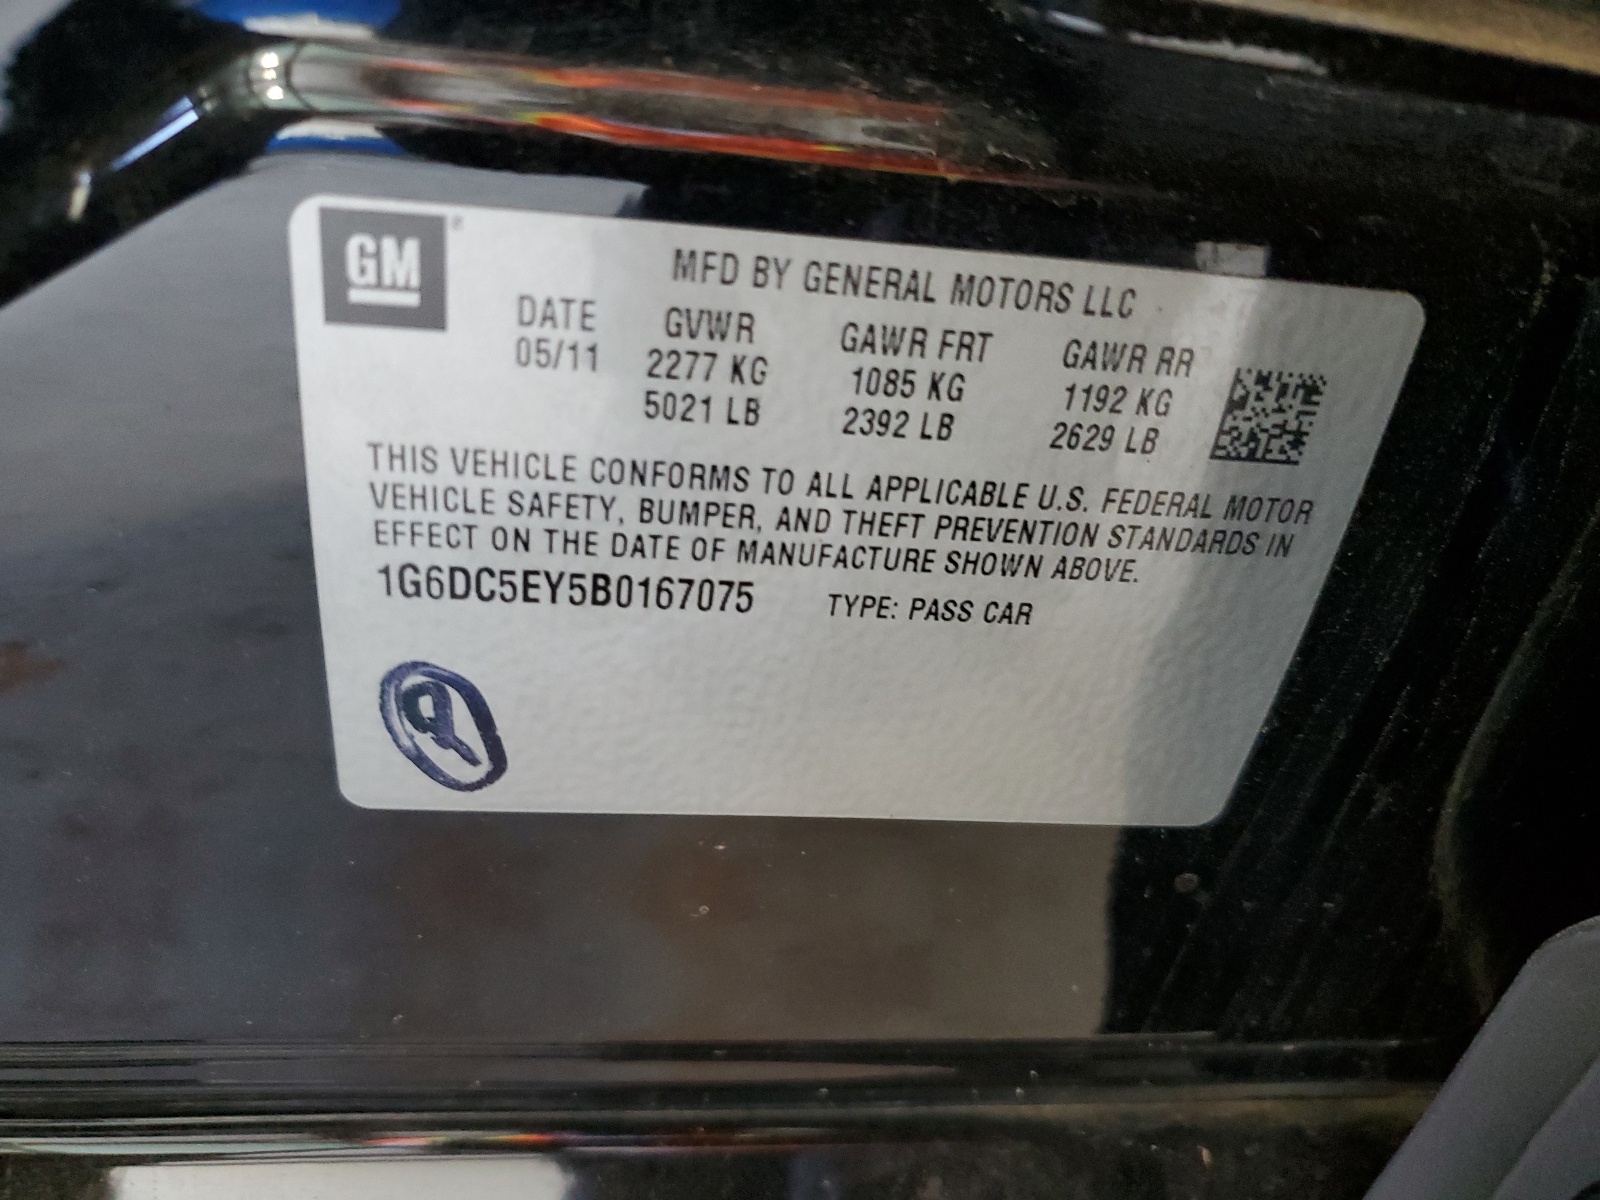 GM ®
MFD BY GENERAL MOTORS LLC
DATE GVWR GAWR FRT GAWR RR
05/11 2277 KG 1085 KG 1192 KG
5021 LB 2392 LB 2629 LB
THIS VEHICLE CONFORMS TO ALL APPLICABLE U.S. FEDERAL MOTOR
VEHICLE SAFETY, BUMPER, AND THEFT PREVENTION STANDARDS IN
EFFECT ON THE DATE OF MANUFACTURE SHOWN ABOVE.
1G6DC5EY5B0167075 TYPE: PASS CAR